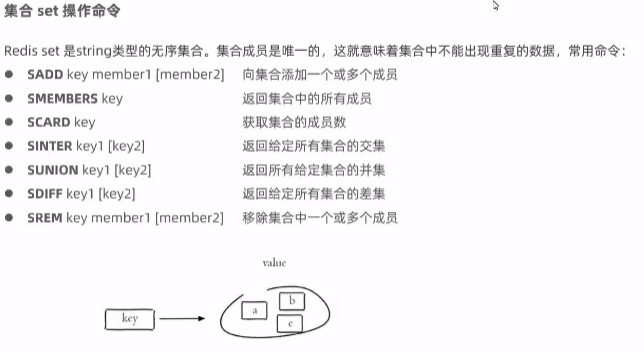 集合 set 操作命令
Redis set 是string类型的无序集合。集合成员是唯一的，这就意味着集合中不能出现重复的数据，常用命令：
● SADD key member1 [member2] 向集合添加一个或多个成员
● SMEMBERS key 返回集合中的所有成员
● SCARD key 获取集合的成员数
● SINTER key1 [key2] 返回给定所有集合的交集
● SUNION key1 [key2] 返回所有给定集合的并集
● SDIFF key1 [key2] 返回给定所有集合的差集
● SREM key member1 [member2] 移除集合中一个或多个成员
value
b
a
key
c